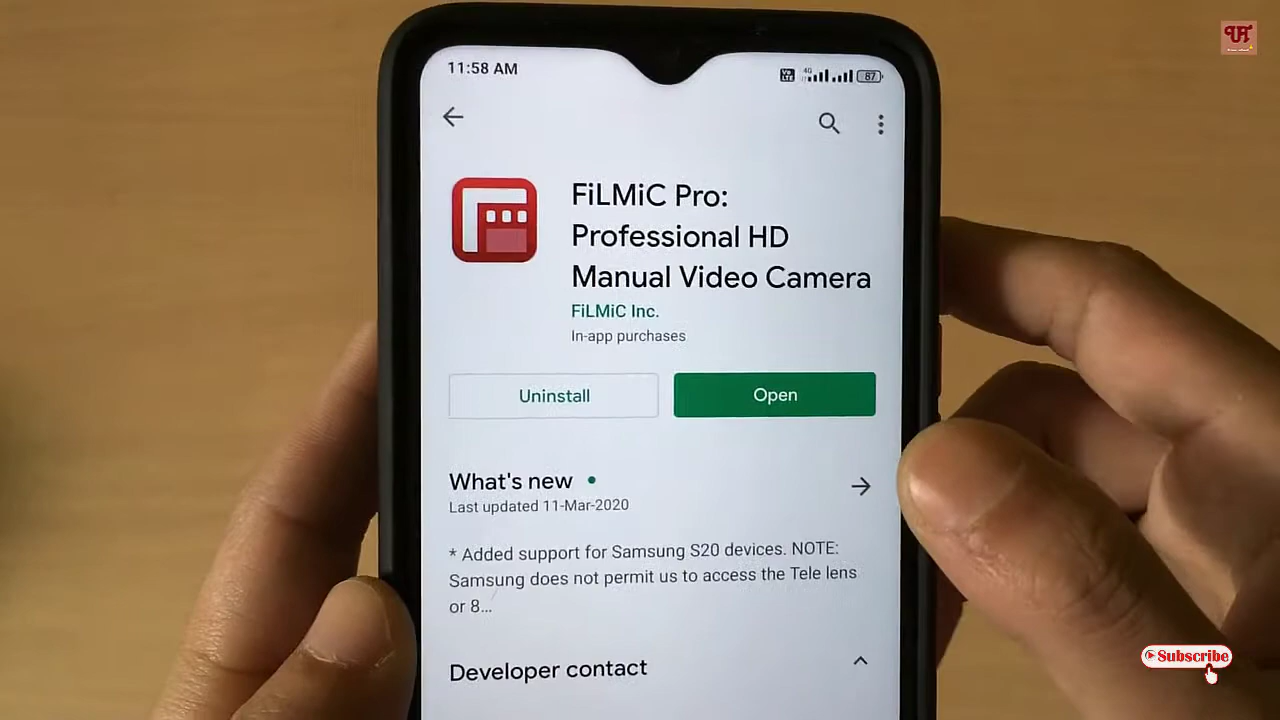 11:58 AM
4G
87
FiLMiC Pro:
Professional HD
Manual Video Camera
FiLMiC Inc.
In-app purchases
Uninstall
Open
What's new
Last updated 11-Mar-2020
* Added support for Samsung S20 devices. NOTE:
Samsung does not permit us to access the Tele lens
or 8...
Developer contact
Subscribe